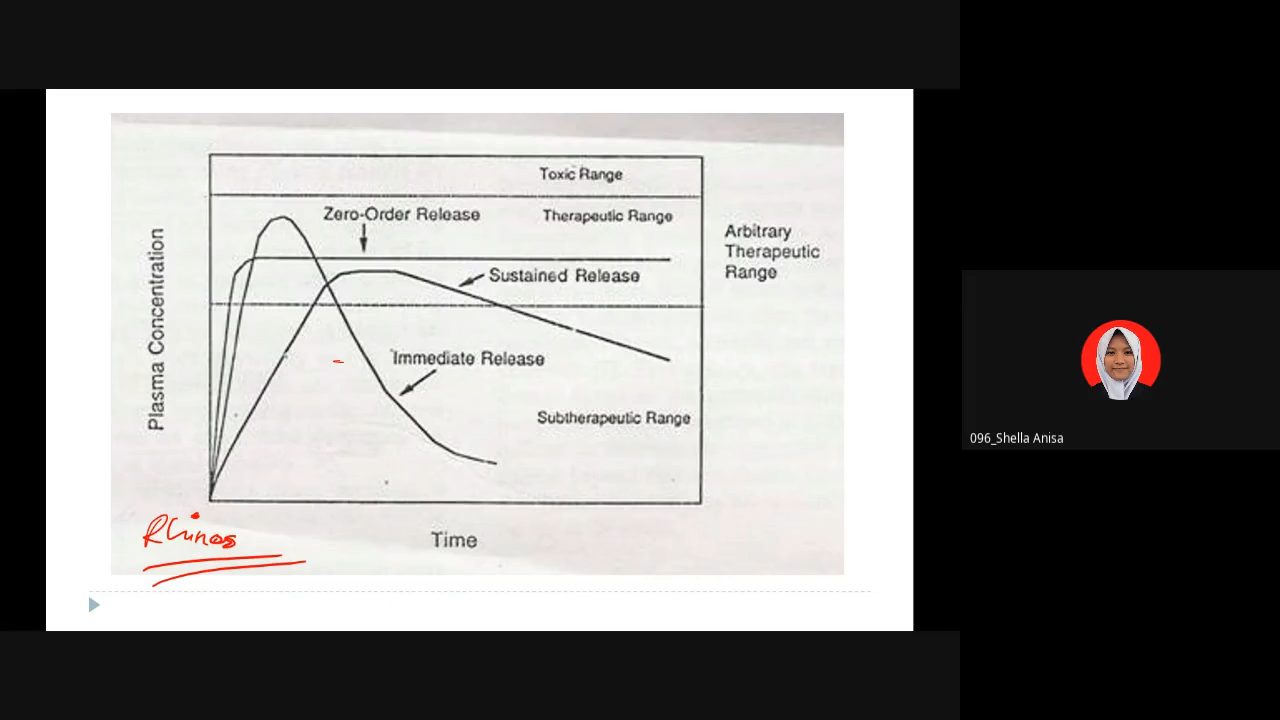 Toxic Range
Zero-Order Release
Therapeutic Range
Arbitrary
Therapeutic
Range
Sustained Release
Plasma Concentration
Immediate Release
Subtherapeutic Range
Rhinos
Time
096_Shella Anisa